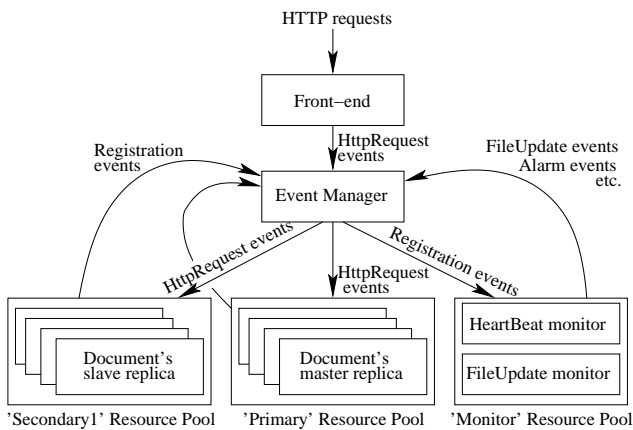 HTTP requests
Front-end
HttpRequest
events
Registration
events
FileUpdate events
Alarm events
etc.
Event Manager
HttpRequest events
HttpRequest
events
Registration events
Document's
slave replica
Document's
master replica
HeartBeat monitor
FileUpdate monitor
'Secondary1' Resource Pool
'Primary' Resource Pool
'Monitor' Resource Pool